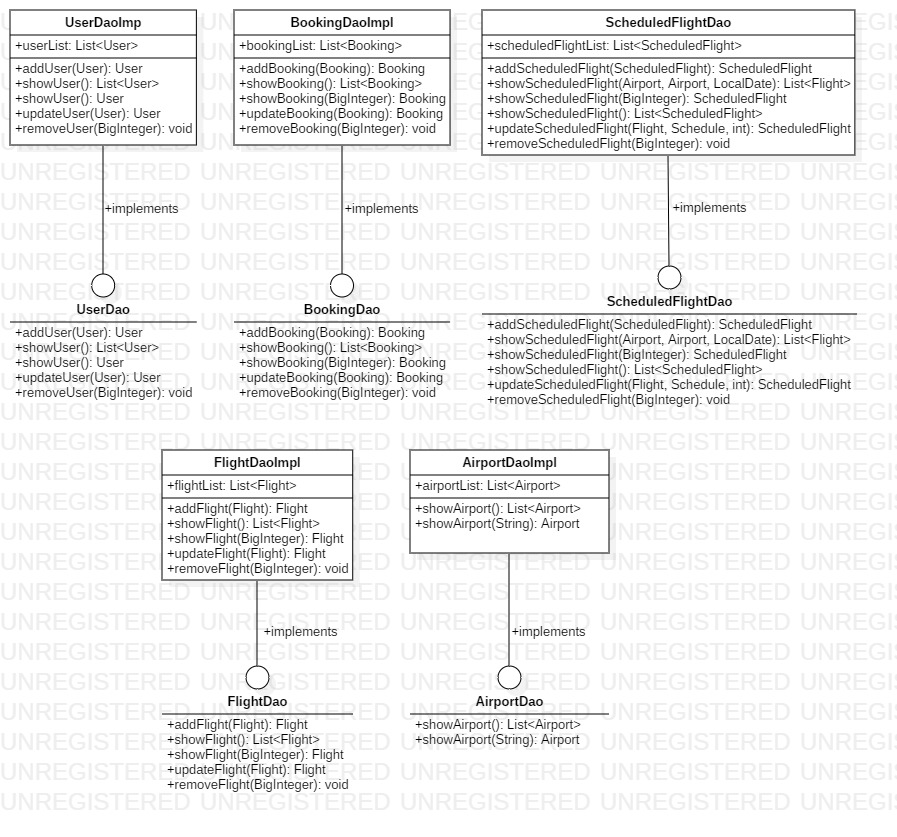 UserDaoImp
+userList: List<User>
+addUser(User): User
+showUser(): List<User>
+showUser(): User
+updateUser(User): User
+removeUser(BigInteger): void
BookingDaoImpl
+bookingList: List<Booking>
+addBooking(Booking): Booking
+showBooking(): List<Booking>
+showBooking(BigInteger): Booking
+updateBooking(Booking): Booking
+removeBooking(BigInteger): void
ScheduledFlightDao
+scheduledFlightList: List<ScheduledFlight>
+addScheduledFlight(ScheduledFlight): ScheduledFlight
+showScheduledFlight(Airport, Airport, LocalDate): List<Flight>
+showScheduledFlight(BigInteger): ScheduledFlight
+showScheduledFlight(): List<ScheduledFlight>
+updateScheduledFlight(Flight, Schedule, int): ScheduledFlight
+removeScheduledFlight(BigInteger): void
+implements
+implements
+implements
UserDao
+addUser(User): User
+showUser(): List<User>
+showUser(): User
+updateUser(User): User
+removeUser(BigInteger): void
BookingDao
+addBooking(Booking): Booking
+showBooking(): List<Booking>
+showBooking(BigInteger): Booking
+updateBooking(Booking): Booking
+removeBooking(BigInteger): void
ScheduledFlightDao
+addScheduledFlight(ScheduledFlight): ScheduledFlight
+showScheduledFlight(Airport, Airport, LocalDate): List<Flight>
+showScheduledFlight(BigInteger): ScheduledFlight
+showScheduledFlight(): List<ScheduledFlight>
+updateScheduledFlight(Flight, Schedule, int): ScheduledFlight
+removeScheduledFlight(BigInteger): void
FlightDaoImpl
+flightList: List<Flight>
+addFlight(Flight): Flight
+showFlight(): List<Flight>
+showFlight(BigInteger): Flight
+updateFlight(Flight): Flight
+removeFlight(BigInteger): void
AirportDaoImpl
+airportList: List<Airport>
+showAirport(): List<Airport>
+showAirport(String): Airport
+implements
+implements
FlightDao
+addFlight(Flight): Flight
+showFlight(): List<Flight>
+showFlight(BigInteger): Flight
+updateFlight(Flight): Flight
+removeFlight(BigInteger): void
AirportDao
+showAirport(): List<Airport>
+showAirport(String): Airport
UNREGISTERED